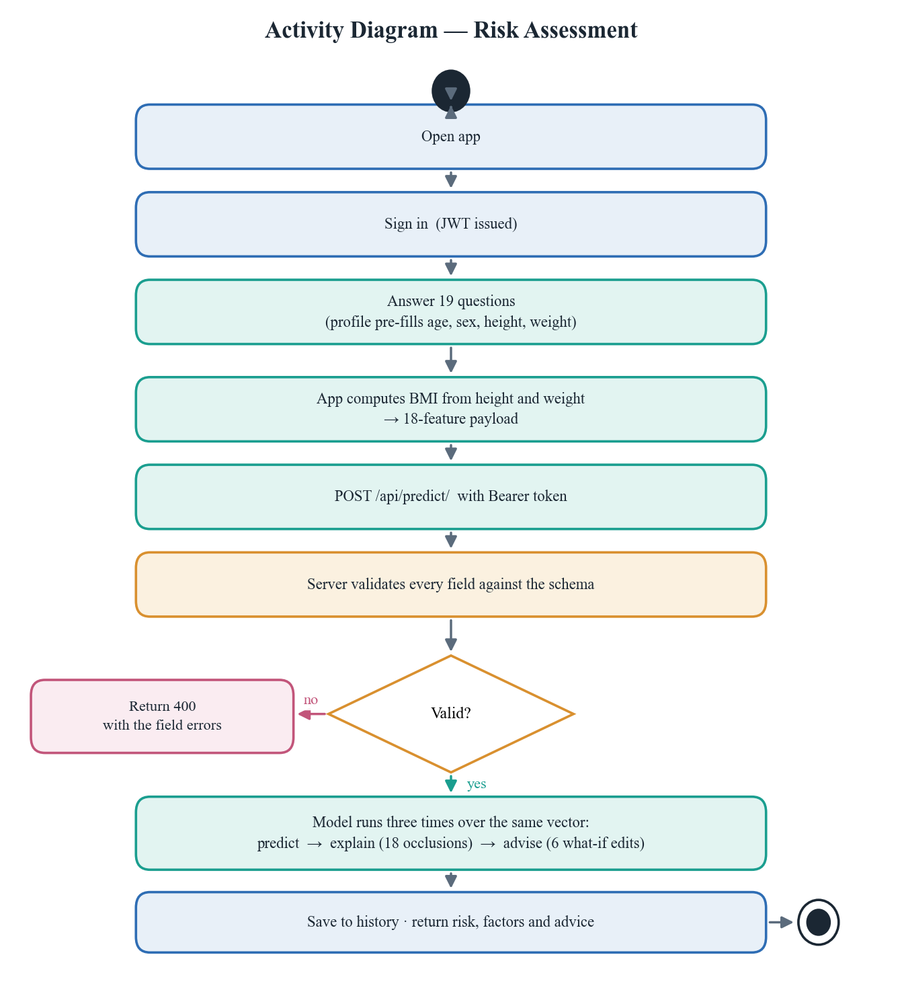 Activity Diagram — Risk Assessment
Open app
Sign in (JWT issued)
Answer 19 questions
(profile pre-fills age, sex, height, weight)
App computes BMI from height and weight
→ 18-feature payload
POST /api/predict/ with Bearer token
Server validates every field against the schema
Valid?
no
Return 400
with the field errors
yes
Model runs three times over the same vector:
predict → explain (18 occlusions) → advise (6 what-if edits)
Save to history · return risk, factors and advice